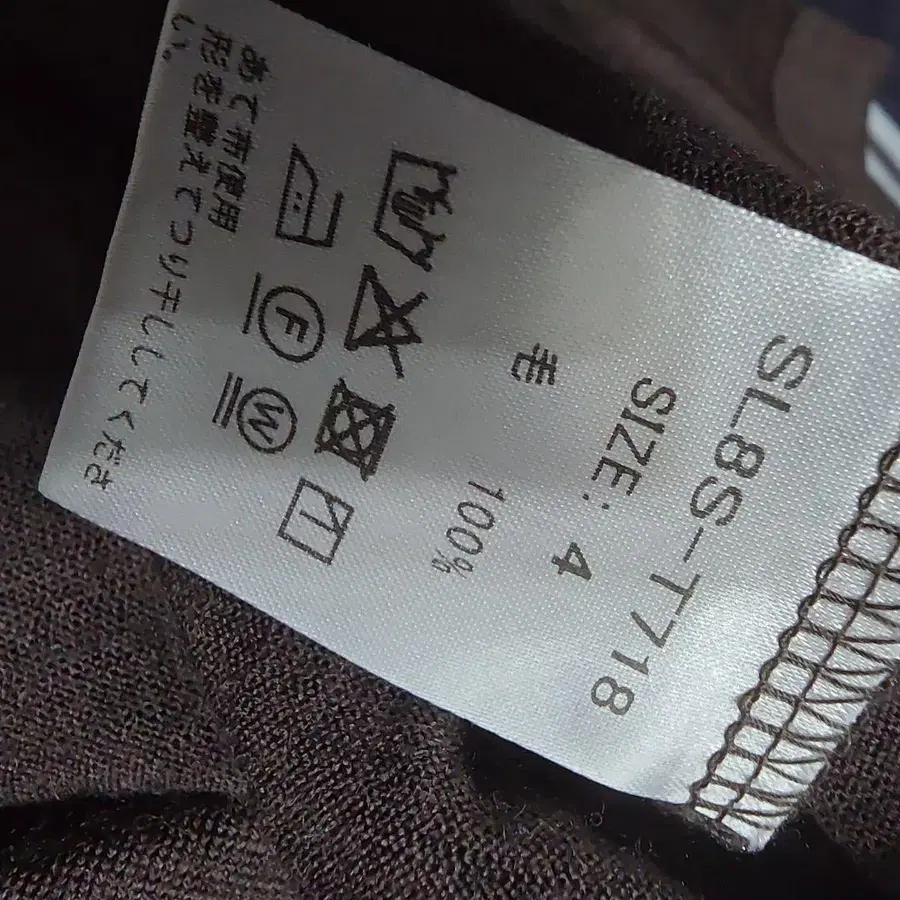 SL8S-T718
SIZE: 4
毛 100%
F
W
あて布使用
形を整えてつり干ししてくださ
い。